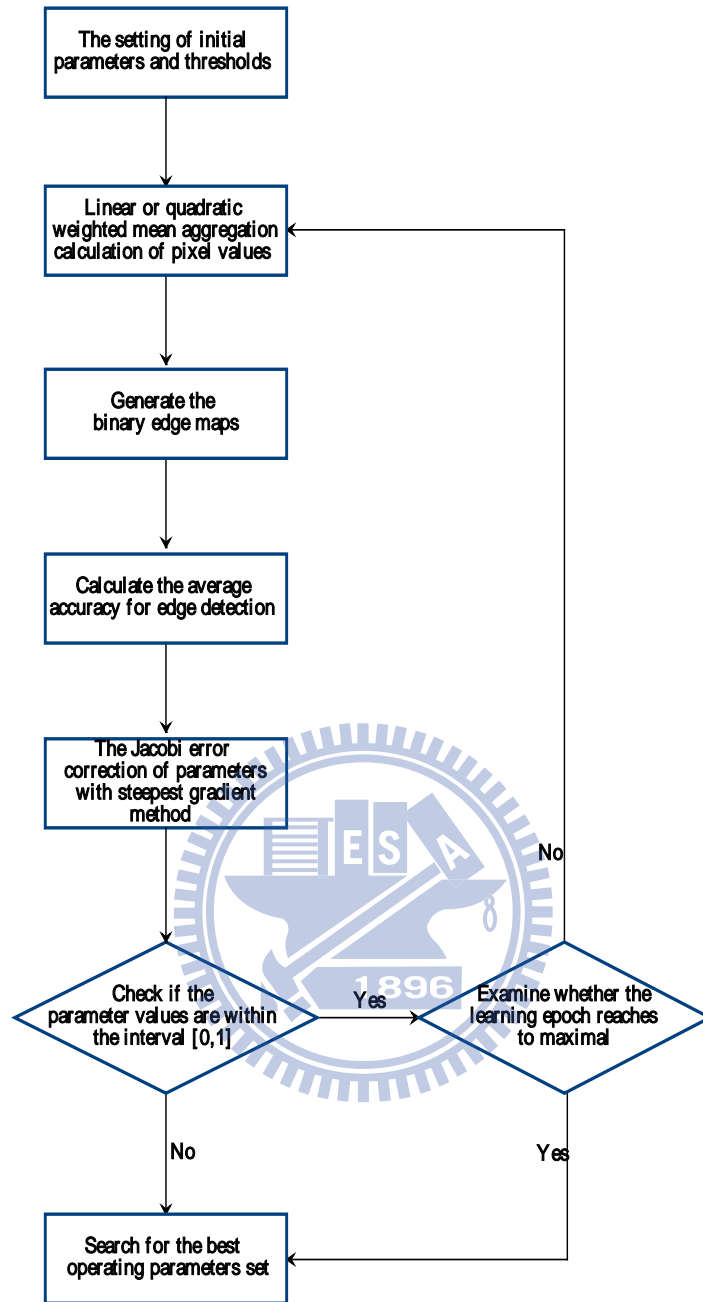 The setting of initial
parameters and thresholds
Linear or quadratic
weighted mean aggregation
calculation of pixel values
Generate the
binary edge maps
Calculate the average
accuracy for edge detection
The Jacobi error
correction of parameters
with steepest gradient
method
E S A
1896
No
Check if the
parameter values are within
the interval [0,1]
Yes
Examine whether the
learning epoch reaches
to maximal
No
Yes
Search for the best
operating parameters set